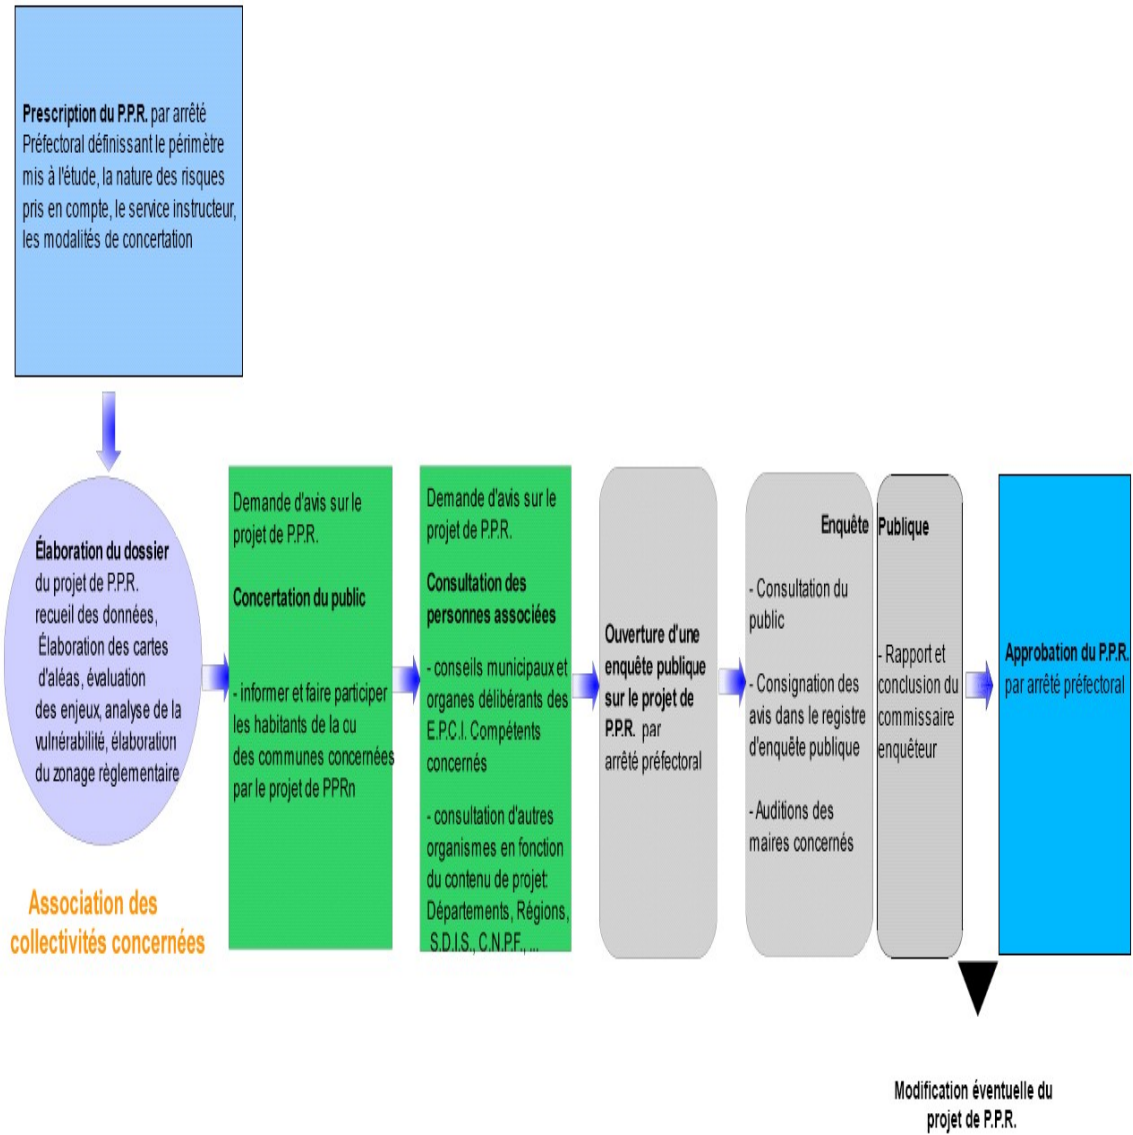 Prescription du P.P.R. par arrêté
Préfectoral définissant le périmètre
mis à l'étude, la nature des risques
pris en compte, le service instructeur,
les modalités de concertation
Élaboration du dossier
du projet de P.P.R.
recueil des données,
Élaboration des cartes
d'aléas, évaluation
des enjeux, analyse de la
vulnérabilité, élaboration
du zonage règlementaire
Association des
collectivités concernées
Demande d'avis sur le
projet de P.P.R.
Concertation du public
- informer et faire participer
les habitants de la cu
des communes concernées
par le projet de PPRn
Demande d'avis sur le
projet de P.P.R.
Consultation des
personnes associées
- conseils municipaux et
organes délibérants des
E.P.C.I. Compétents
concernés
- consultation d'autres
organismes en fonction
du contenu de projet:
Départements, Régions,
S.D.I.S., C.N.P.F., ...
Ouverture d'une
enquête publique
sur le projet de
P.P.R. par
arrêté préfectoral
Enquête Publique
- Consultation du
public
- Consignation des
avis dans le registre
d'enquête publique
- Auditions des
maires concernés
- Rapport et
conclusion du
commissaire
enquêteur
Approbation du P.P.R.
par arrêté préfectoral
Modification éventuelle du
projet de P.P.R.